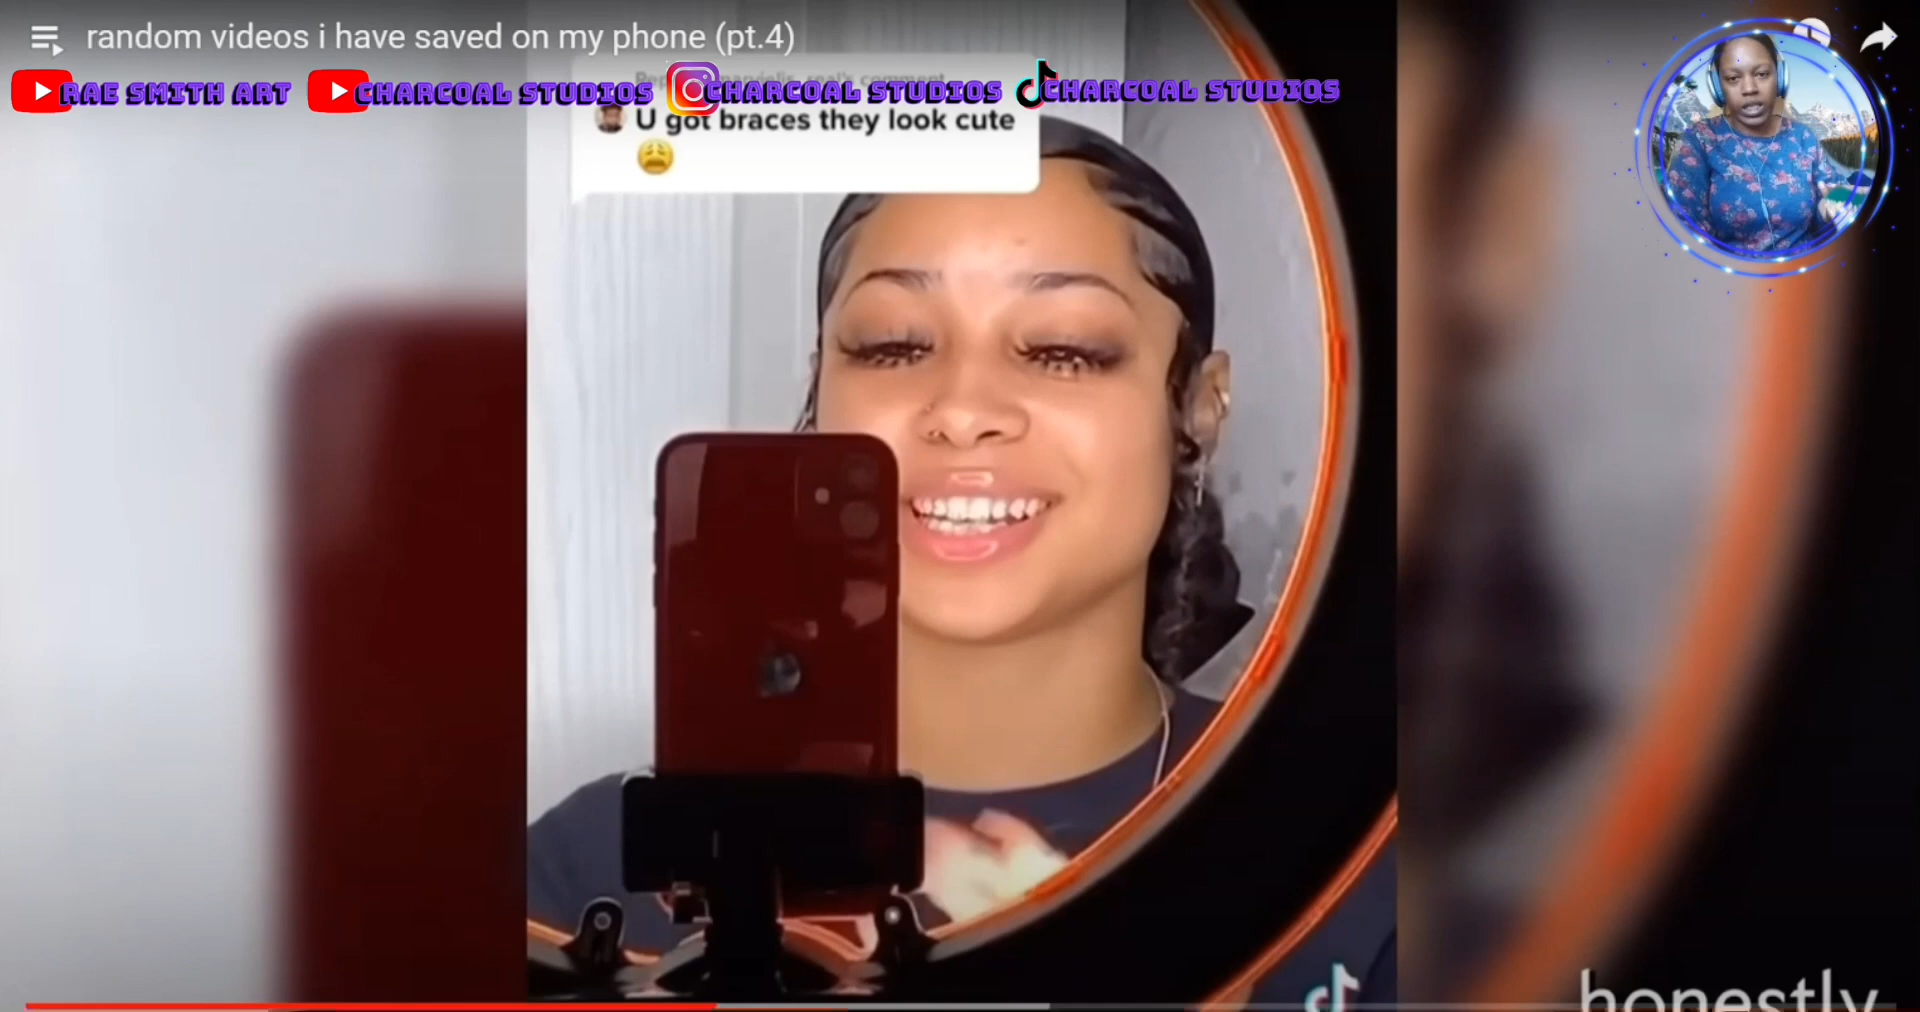 random videos i have saved on my phone (pt.4)
RAE SMITH ART CHARCOAL STUDIOS CHARCOAL STUDIOS CHARCOAL STUDIOS
comment
U got braces they look cute
😩
honestly